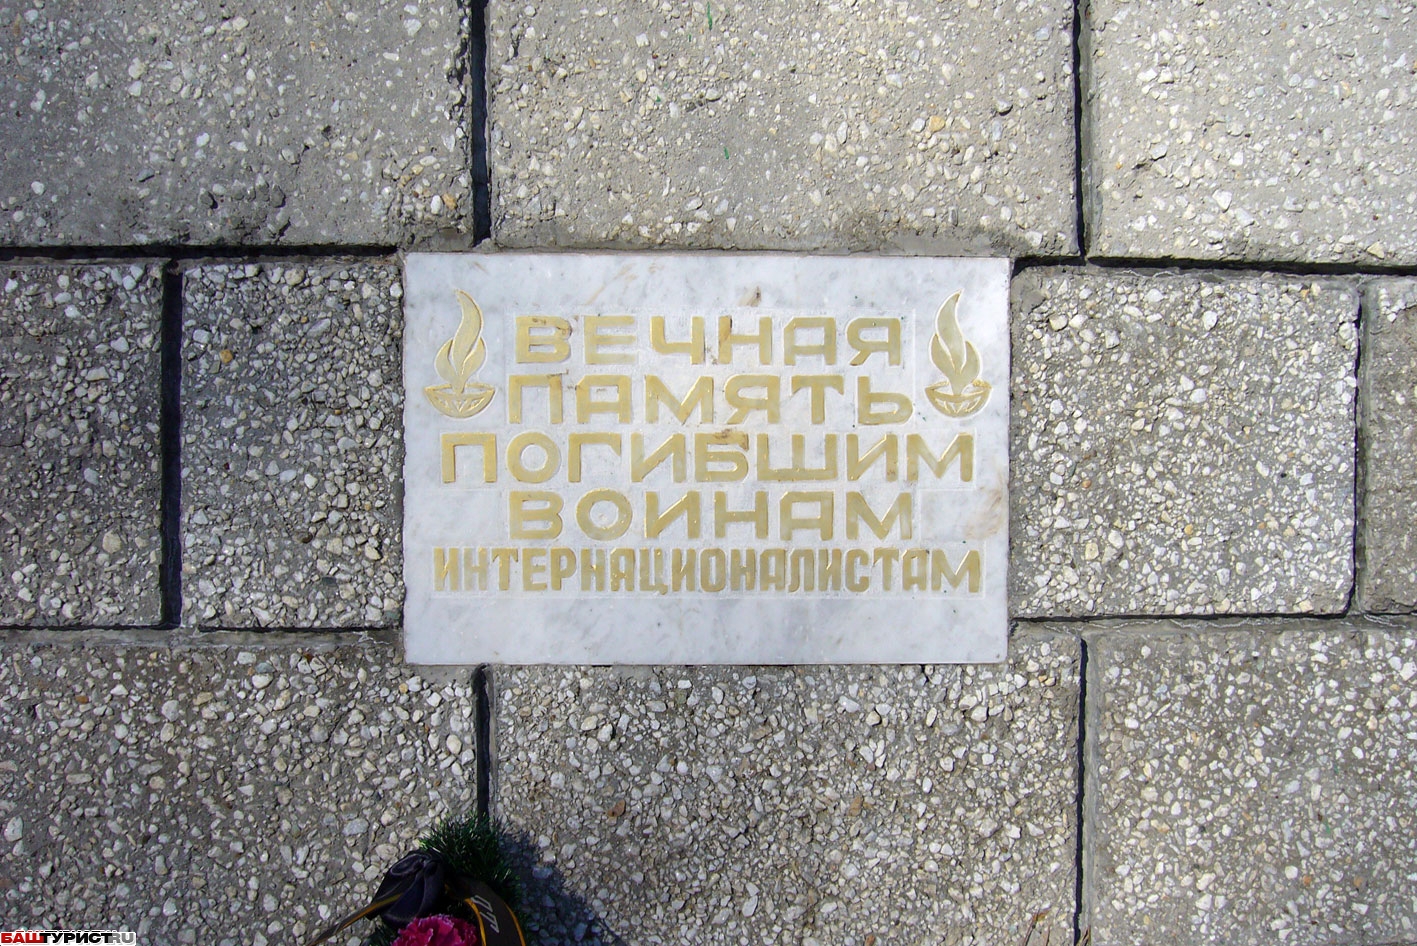 ВЕЧНАЯ
ПАМЯТЬ
ПОГИБШИМ
ВОИНАМ
ИНТЕРНАЦИОНАЛИСТАМ
БАШТУРИСТ.RU